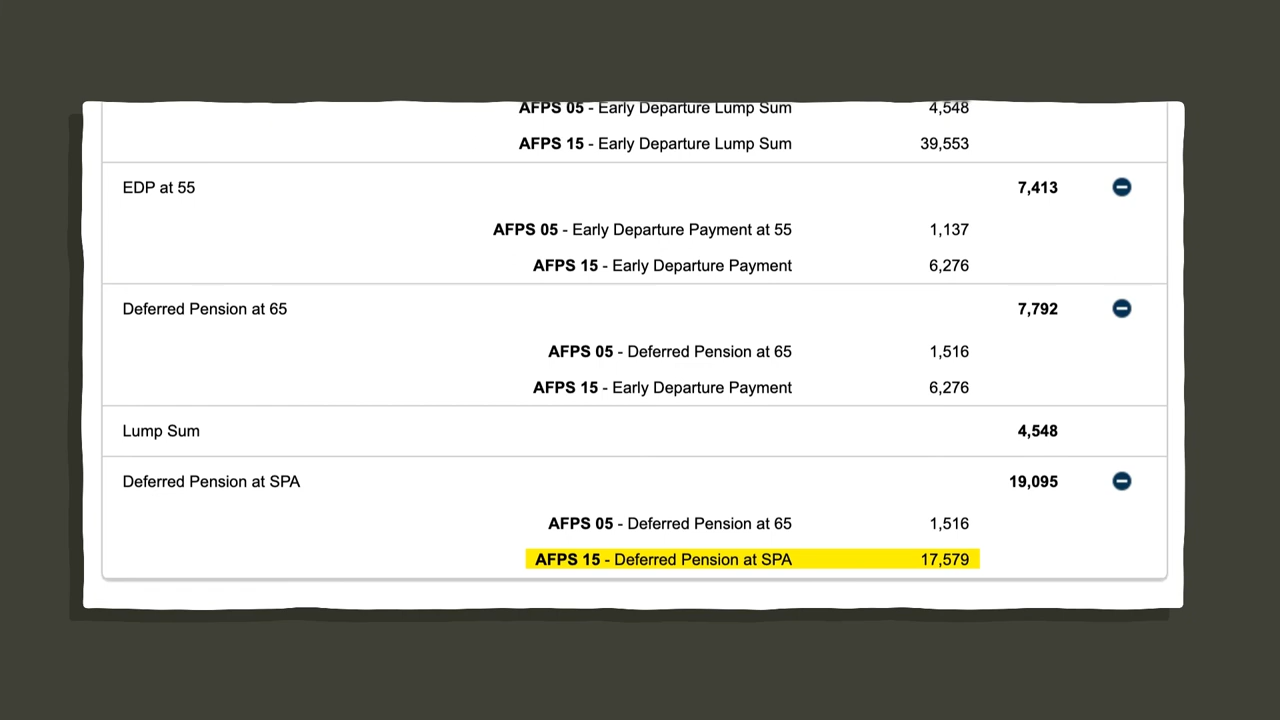 AFPS 05 - Early Departure Lump Sum 4,548
AFPS 15 - Early Departure Lump Sum 39,553
EDP at 55 7,413
AFPS 05 - Early Departure Payment at 55 1,137
AFPS 15 - Early Departure Payment 6,276
Deferred Pension at 65 7,792
AFPS 05 - Deferred Pension at 65 1,516
AFPS 15 - Early Departure Payment 6,276
Lump Sum 4,548
Deferred Pension at SPA 19,095
AFPS 05 - Deferred Pension at 65 1,516
AFPS 15 - Deferred Pension at SPA 17,579